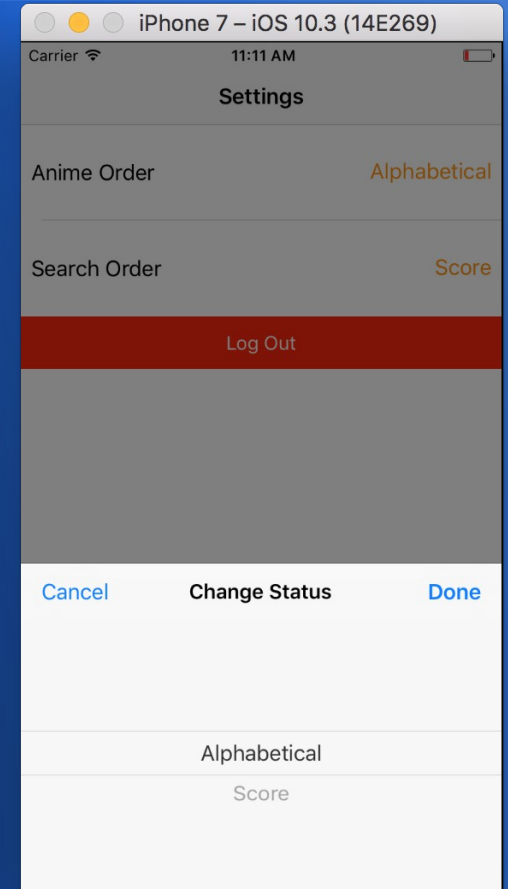 iPhone 7 – iOS 10.3 (14E269)
Carrier 11:11 AM
Settings
Anime Order Alphabetical
Search Order Score
Log Out
Cancel Change Status Done
Alphabetical
Score